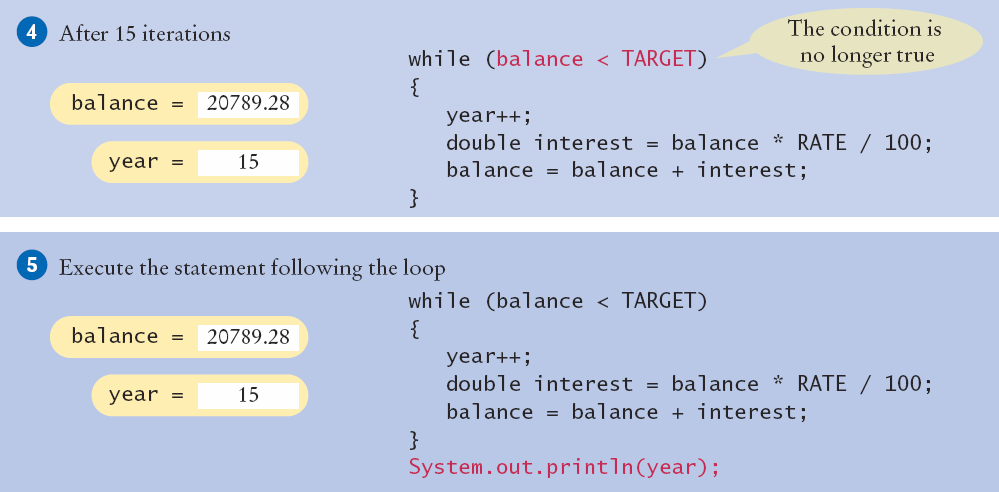 4 After 15 iterations
balance = 20789.28
year = 15
while (balance < TARGET)
{
year++;
double interest = balance * RATE / 100;
balance = balance + interest;
}
The condition is
no longer true
5 Execute the statement following the loop
balance = 20789.28
year = 15
while (balance < TARGET)
{
year++;
double interest = balance * RATE / 100;
balance = balance + interest;
}
System.out.println(year);